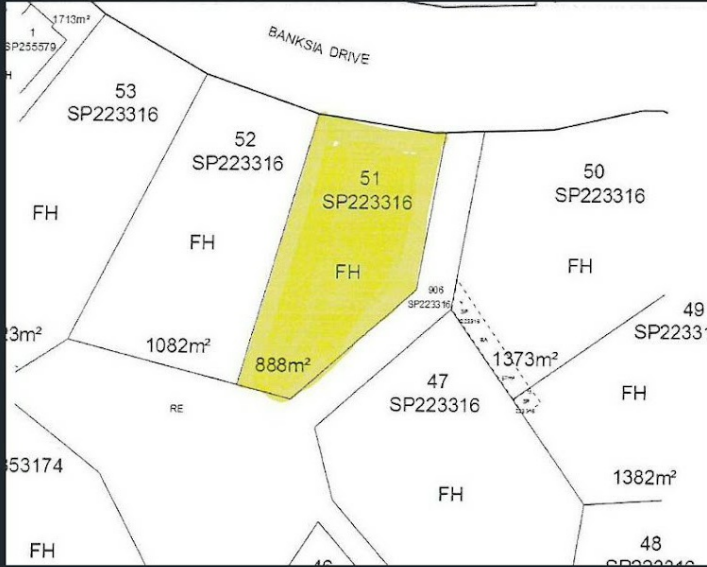 1713m²
1
SP255579
H
BANKSIA DRIVE
53
SP223316
52
SP223316
51
SP223316
50
SP223316
FH
FH
FH
FH
906
SP223316
49
1082m²
888m²
1373m²
47
SP223316
FH
RE
353174
FH
FH
1382m²
48